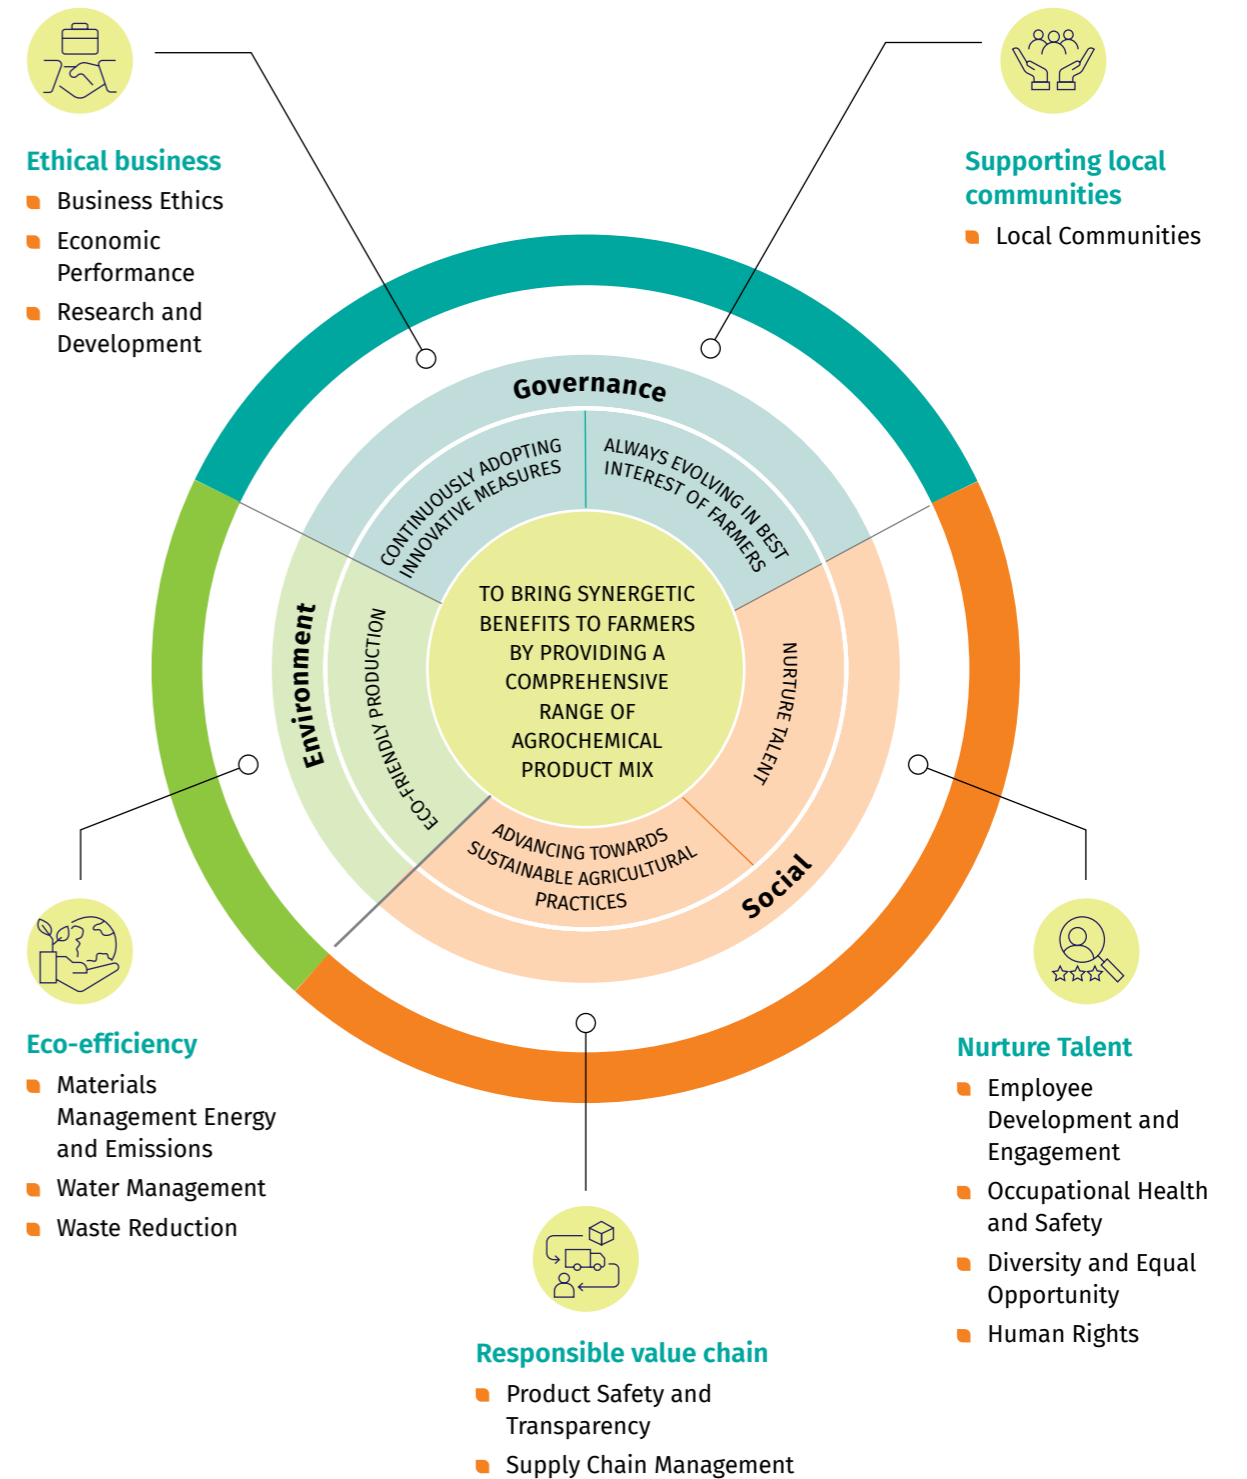 Ethical business
Business Ethics
Economic
Performance
Research and
Development
Supporting local
communities
Local Communities
Governance
CONTINUOUSLY ADOPTING
INNOVATIVE MEASURES
ALWAYS EVOLVING IN BEST
INTEREST OF FARMERS
Environment
ECO-FRIENDLY PRODUCTION
TO BRING SYNERGETIC
BENEFITS TO FARMERS
BY PROVIDING A
COMPREHENSIVE
RANGE OF
AGROCHEMICAL
PRODUCT MIX
NURTURE TALENT
ADVANCING TOWARDS
SUSTAINABLE AGRICULTURAL
PRACTICES
Social
Eco-efficiency
Materials
Management Energy
and Emissions
Water Management
Waste Reduction
Responsible value chain
Product Safety and
Transparency
Supply Chain Management
Nurture Talent
Employee
Development and
Engagement
Occupational Health
and Safety
Diversity and Equal
Opportunity
Human Rights